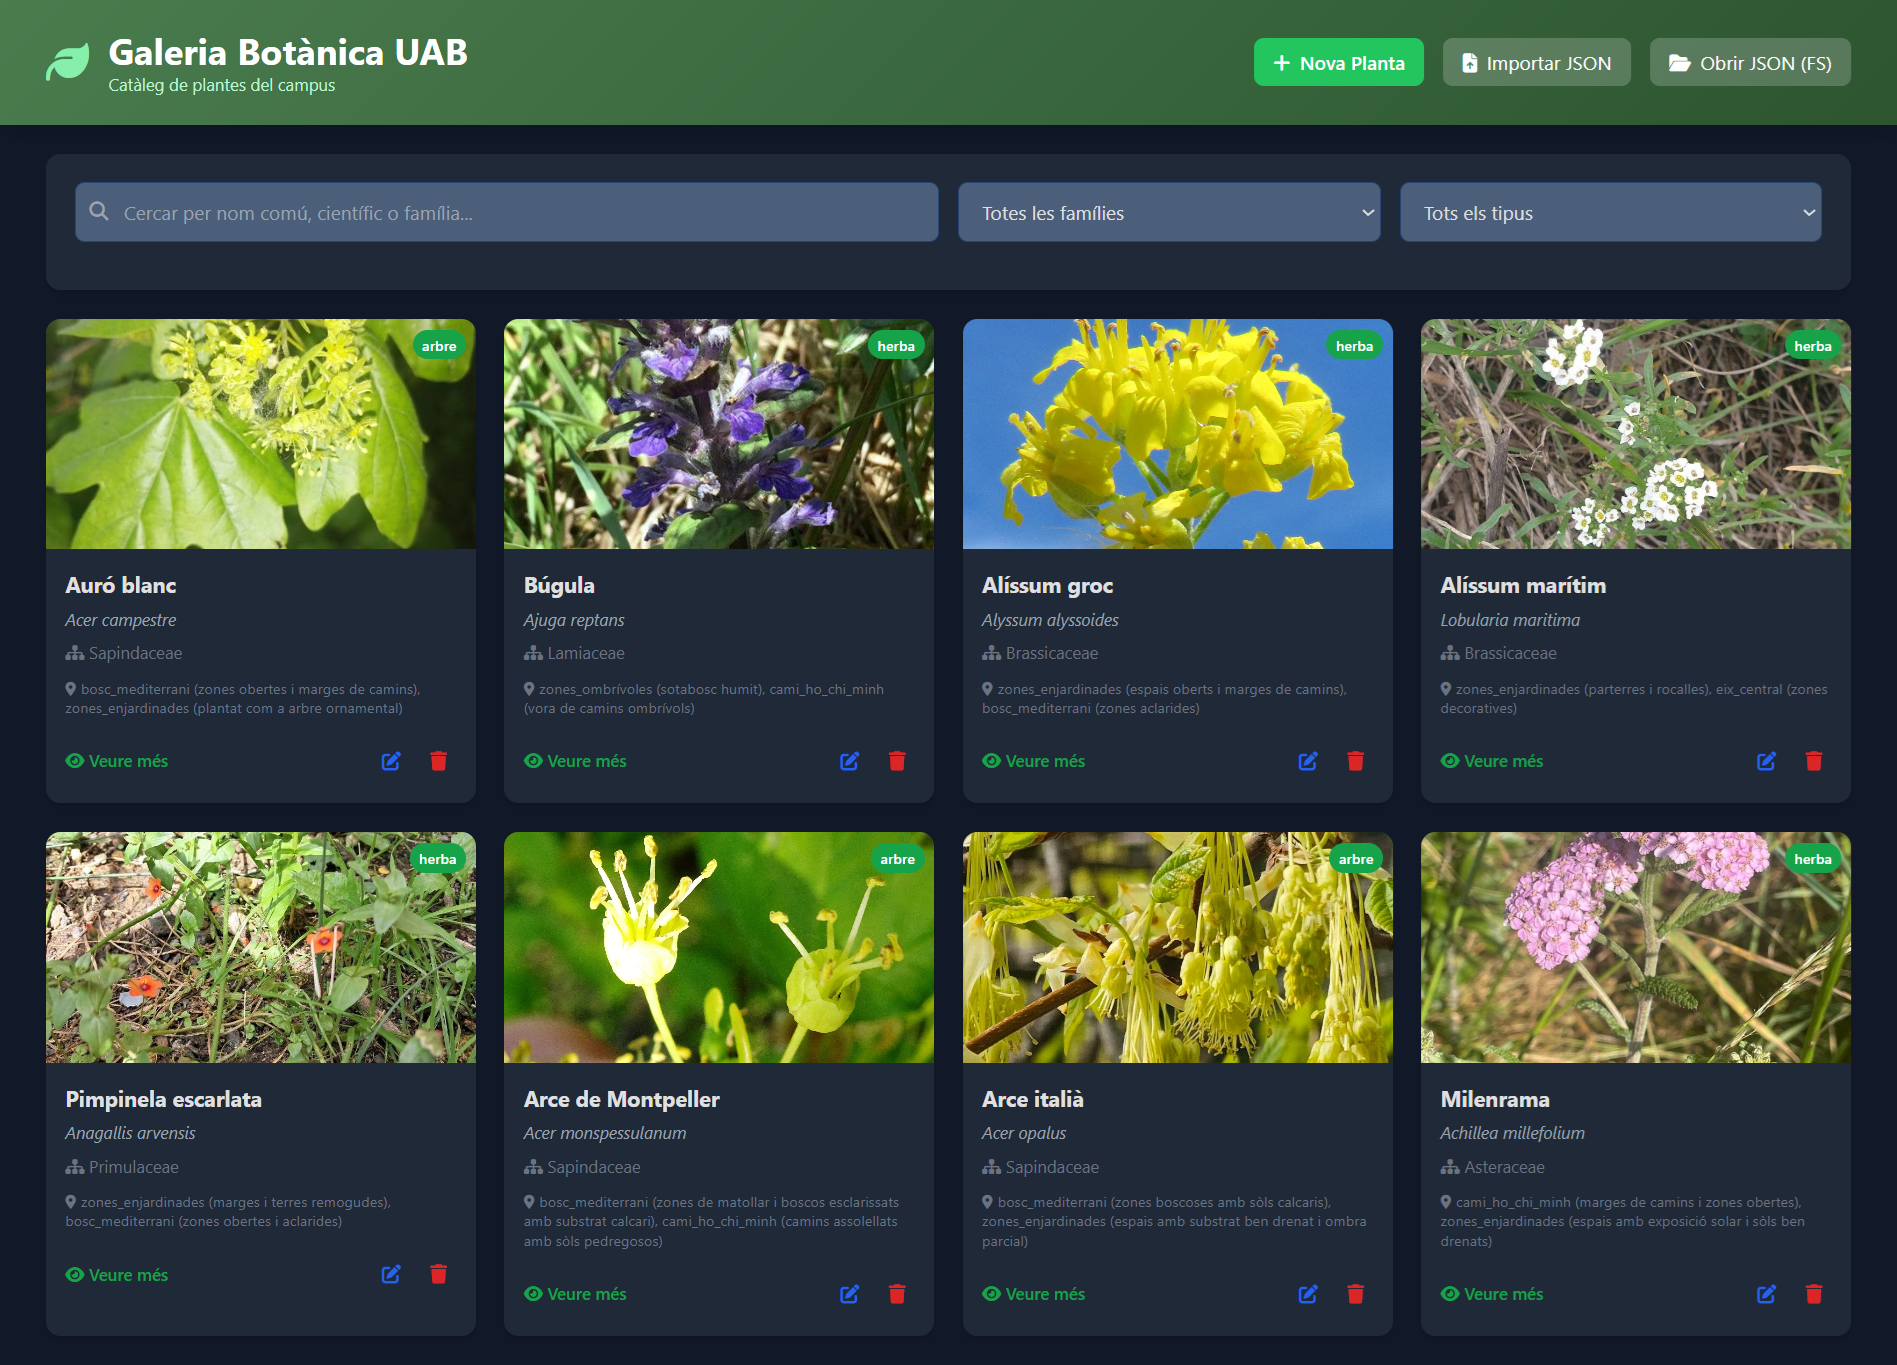 Galeria Botànica UAB
Catàleg de plantes del campus
Nova Planta
Importar JSON
Obrir JSON (FS)
Cercar per nom comú, científic o família...
Totes les famílies
Tots els tipus
arbre
Auró blanc
Acer campestre
Sapindaceae
bosc_mediterrani (zones obertes i marges de camins),
zones_enjardinades (plantat com a arbre ornamental)
Veure més
herba
Búgula
Ajuga reptans
Lamiaceae
zones_ombrívoles (sotabosc humit), cami_ho_chi_minh
(vora de camins ombrívols)
Veure més
herba
Alíssum groc
Alyssum alyssoides
Brassicaceae
zones_enjardinades (espais oberts i marges de camins),
bosc_mediterrani (zones aclarides)
Veure més
herba
Alíssum marítim
Lobularia maritima
Brassicaceae
zones_enjardinades (parterres i rocalles), eix_central (zones
decoratives)
Veure més
herba
Pimpinela escarlata
Anagallis arvensis
Primulaceae
zones_enjardinades (marges i terres remogudes),
bosc_mediterrani (zones obertes i aclarides)
Veure més
arbre
Arce de Montpeller
Acer monspessulanum
Sapindaceae
bosc_mediterrani (zones de matollar i boscos esclarissats
amb substrat calcari), cami_ho_chi_minh (camins assolellats
amb sòls pedregosos)
Veure més
arbre
Arce italià
Acer opalus
Sapindaceae
bosc_mediterrani (zones boscoses amb sòls calcaris),
zones_enjardinades (espais amb substrat ben drenat i ombra
parcial)
Veure més
herba
Milenrama
Achillea millefolium
Asteraceae
cami_ho_chi_minh (marges de camins i zones obertes),
zones_enjardinades (espais amb exposició solar i sòls ben
drenats)
Veure més